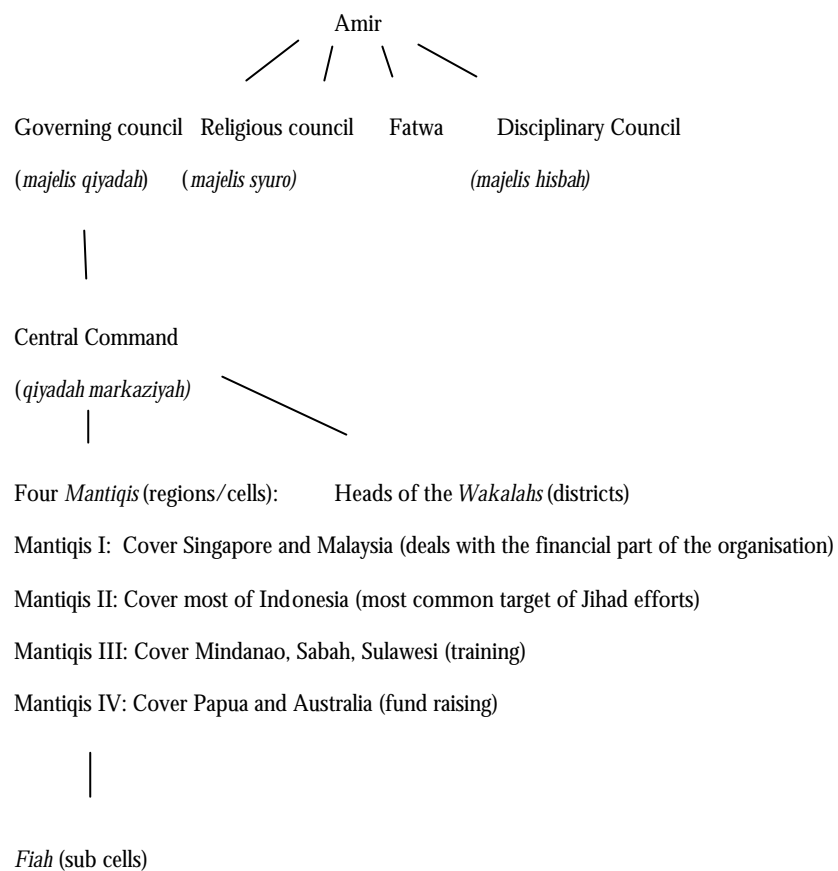 Amir
Governing council Religious council Fatwa Disciplinary Council
(majelis qiyadah) (majelis syuro) (majelis hisbah)
Central Command
(qiyadah markaziyah)
Four Mantiqis (regions/cells): Heads of the Wakalahs (districts)
Mantiqis I: Cover Singapore and Malaysia (deals with the financial part of the organisation)
Mantiqis II: Cover most of Indonesia (most common target of Jihad efforts)
Mantiqis III: Cover Mindanao, Sabah, Sulawesi (training)
Mantiqis IV: Cover Papua and Australia (fund raising)
Fiah (sub cells)